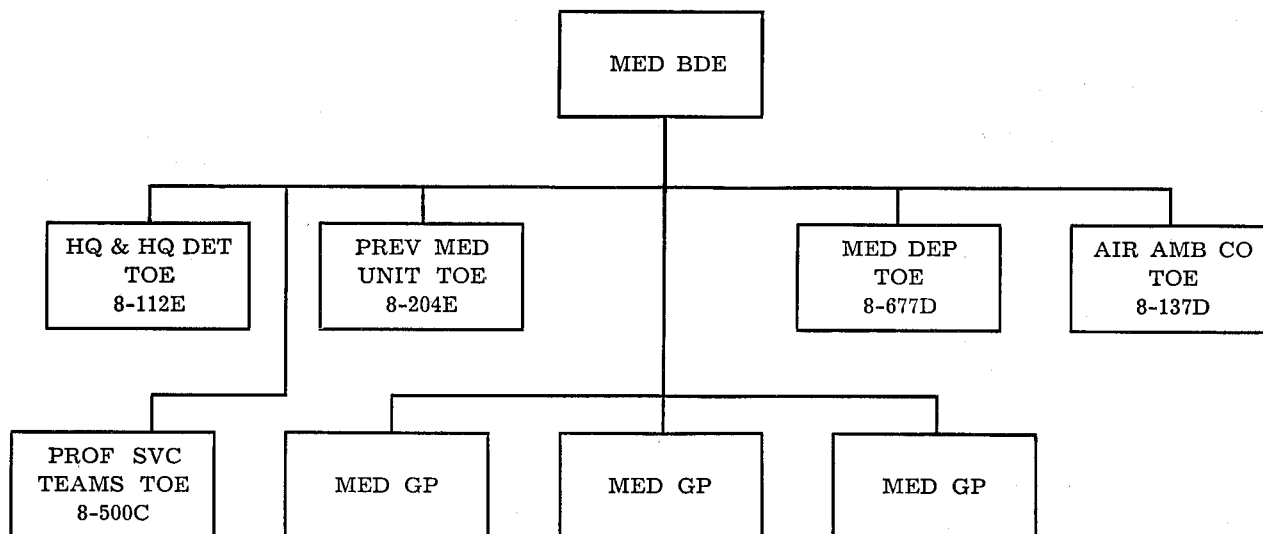 MED BDE
HQ & HQ DET
TOE
8-112E
PREV MED
UNIT TOE
8-204E
MED DEP
TOE
8-677D
AIR AMB CO
TOE
8-137D
PROF SVC
TEAMS TOE
8-500C
MED GP
MED GP
MED GP